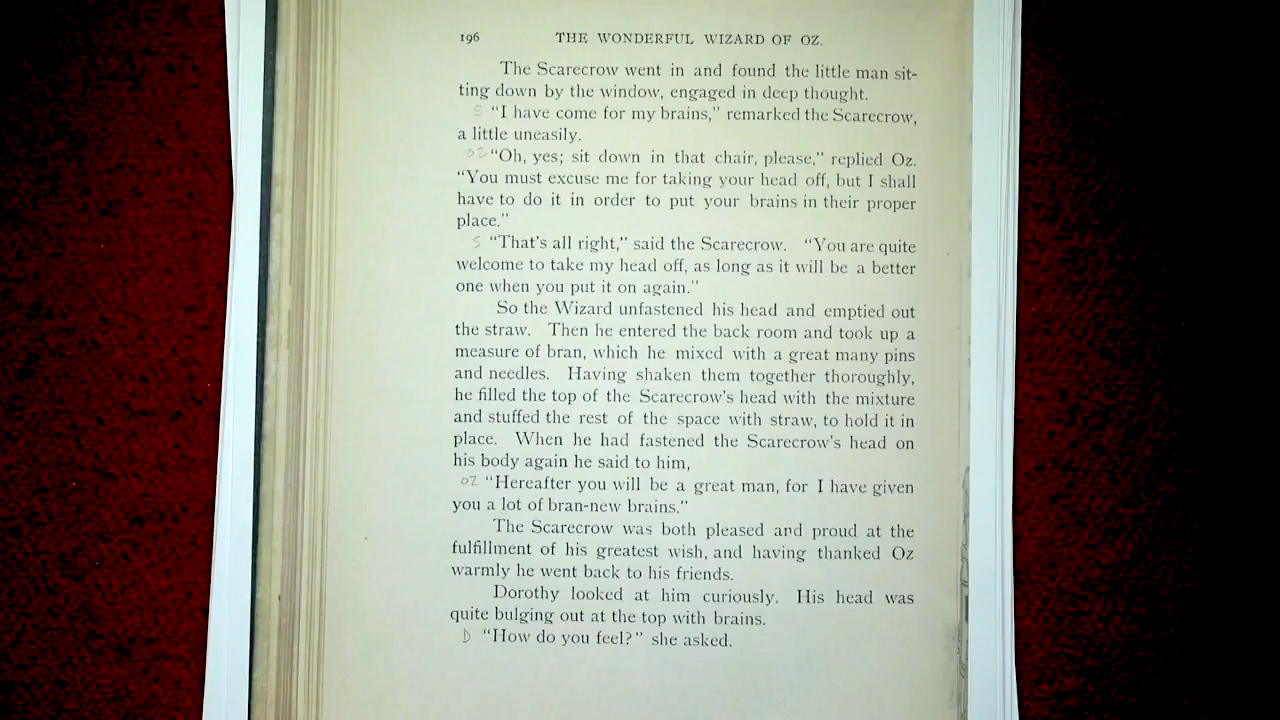 196 THE WONDERFUL WIZARD OF OZ.
The Scarecrow went in and found the little man sit-
ting down by the window, engaged in deep thought.
S "I have come for my brains," remarked the Scarecrow,
a little uneasily.
OZ "Oh, yes; sit down in that chair, please," replied Oz.
"You must excuse me for taking your head off, but I shall
have to do it in order to put your brains in their proper
place."
S "That's all right," said the Scarecrow. "You are quite
welcome to take my head off, as long as it will be a better
one when you put it on again."
So the Wizard unfastened his head and emptied out
the straw. Then he entered the back room and took up a
measure of bran, which he mixed with a great many pins
and needles. Having shaken them together thoroughly,
he filled the top of the Scarecrow's head with the mixture
and stuffed the rest of the space with straw, to hold it in
place. When he had fastened the Scarecrow's head on
his body again he said to him,
OZ "Hereafter you will be a great man, for I have given
you a lot of bran-new brains."
The Scarecrow was both pleased and proud at the
fulfillment of his greatest wish, and having thanked Oz
warmly he went back to his friends.
Dorothy looked at him curiously. His head was
quite bulging out at the top with brains.
D "How do you feel?" she asked.